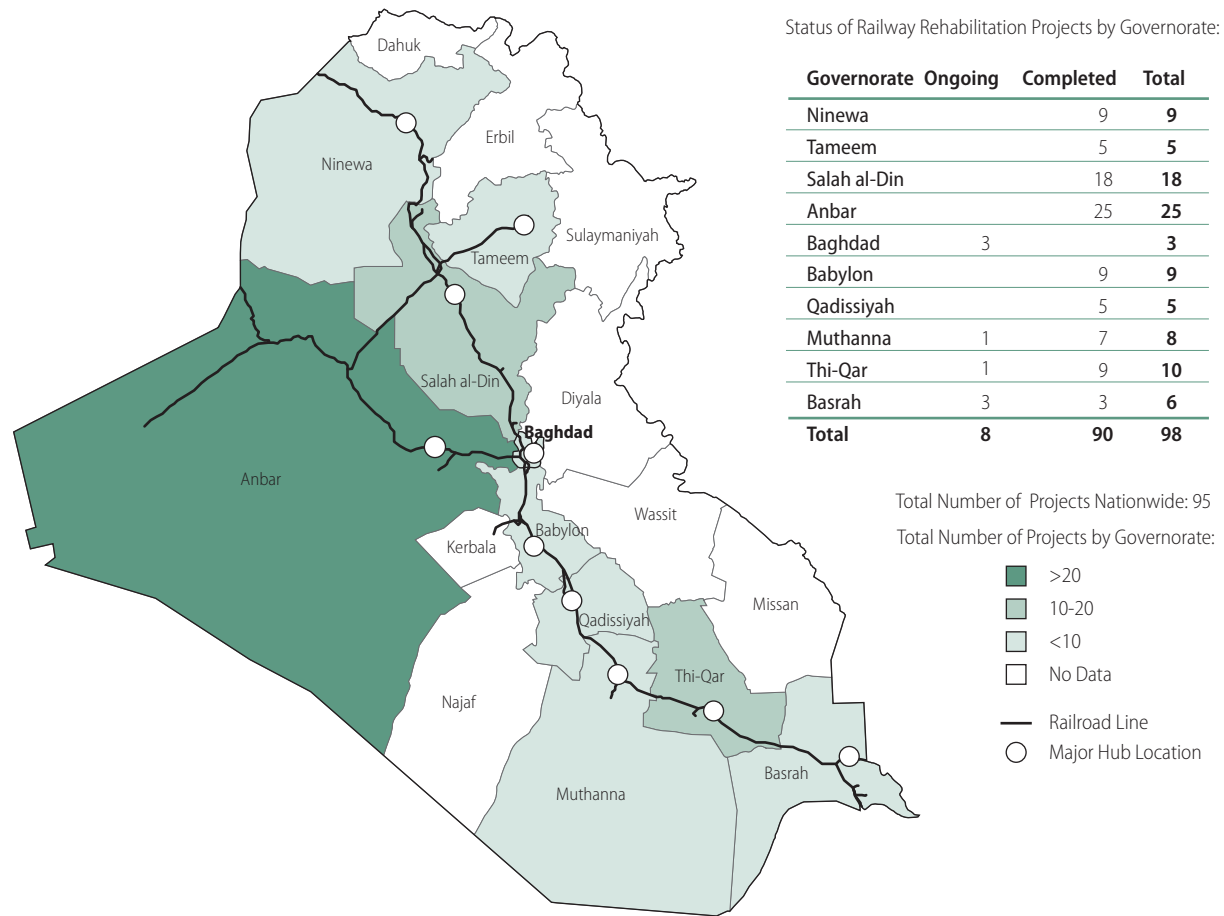 Status of Railway Rehabilitation Projects by Governorate:
Governorate Ongoing Completed Total
Ninewa 9 9
Tameem 5 5
Salah al-Din 18 18
Anbar 25 25
Baghdad 3 3
Babylon 9 9
Qadissiyah 5 5
Muthanna 1 7 8
Thi-Qar 1 9 10
Basrah 3 3 6
Total 8 90 98
Dahuk
Erbil
Ninewa
Sulaymaniyah
Tameem
Salah al-Din
Diyala
Baghdad
Anbar
Wassit
Babylon
Kerbala
Missan
Qadissiyah
Thi-Qar
Najaf
Basrah
Muthanna
Total Number of Projects Nationwide: 95
Total Number of Projects by Governorate:
>20
10-20
<10
No Data
Railroad Line
Major Hub Location